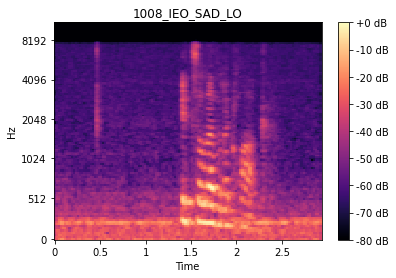 1008_IEO_SAD_LO
Hz
8192
4096
2048
1024
512
0
0
0.5
1
1.5
2
2.5
Time
+0 dB
-10 dB
-20 dB
-30 dB
-40 dB
-50 dB
-60 dB
-70 dB
-80 dB